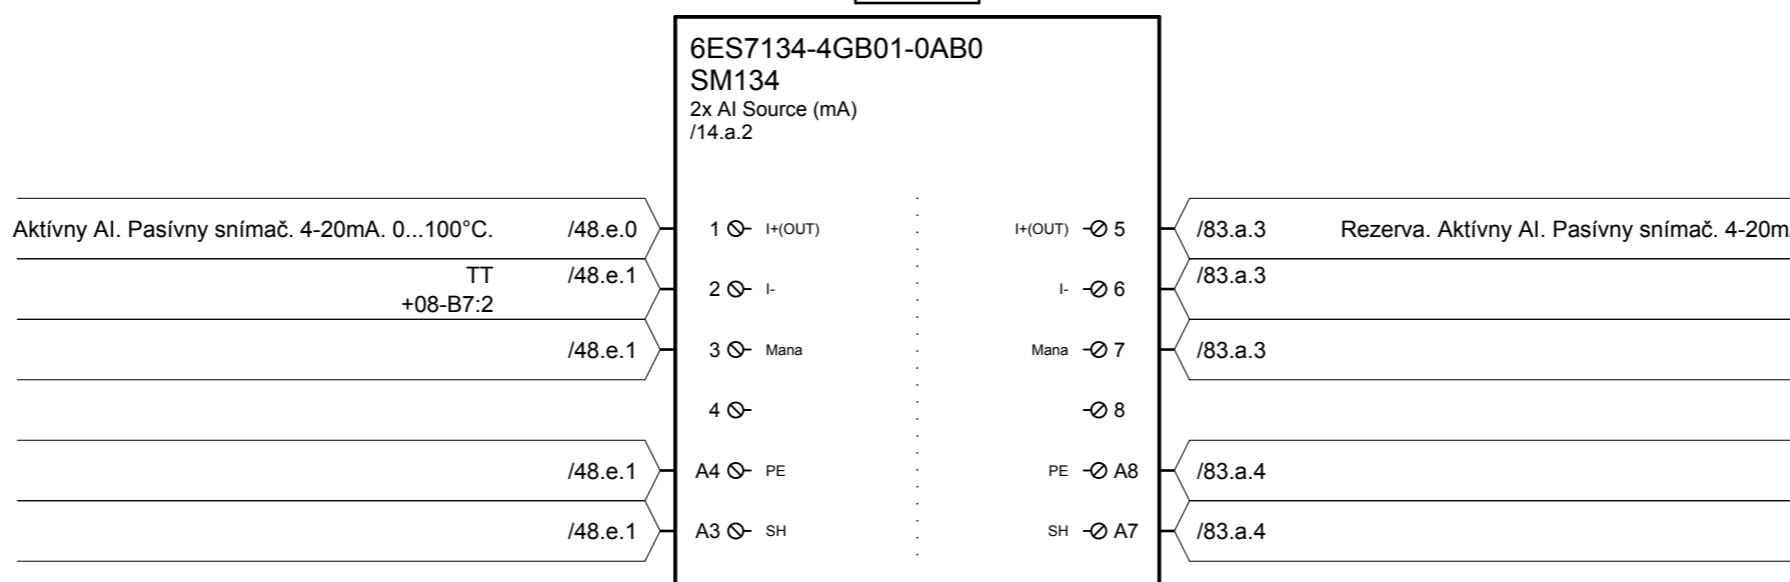 6ES7134-4GB01-0AB0
SM134
2x AI Source (mA)
/14.a.2
Aktívny AI. Pasívny snímač. 4-20mA. 0...100°C. /48.e.0 1 I+(OUT) I+(OUT) 5 /83.a.3 Rezerva. Aktívny AI. Pasívny snímač. 4-20m
TT /48.e.1 2 I- I- 6 /83.a.3
+08-B7:2
/48.e.1 3 Mana Mana 7 /83.a.3
4 8
/48.e.1 A4 PE PE A8 /83.a.4
/48.e.1 A3 SH SH A7 /83.a.4